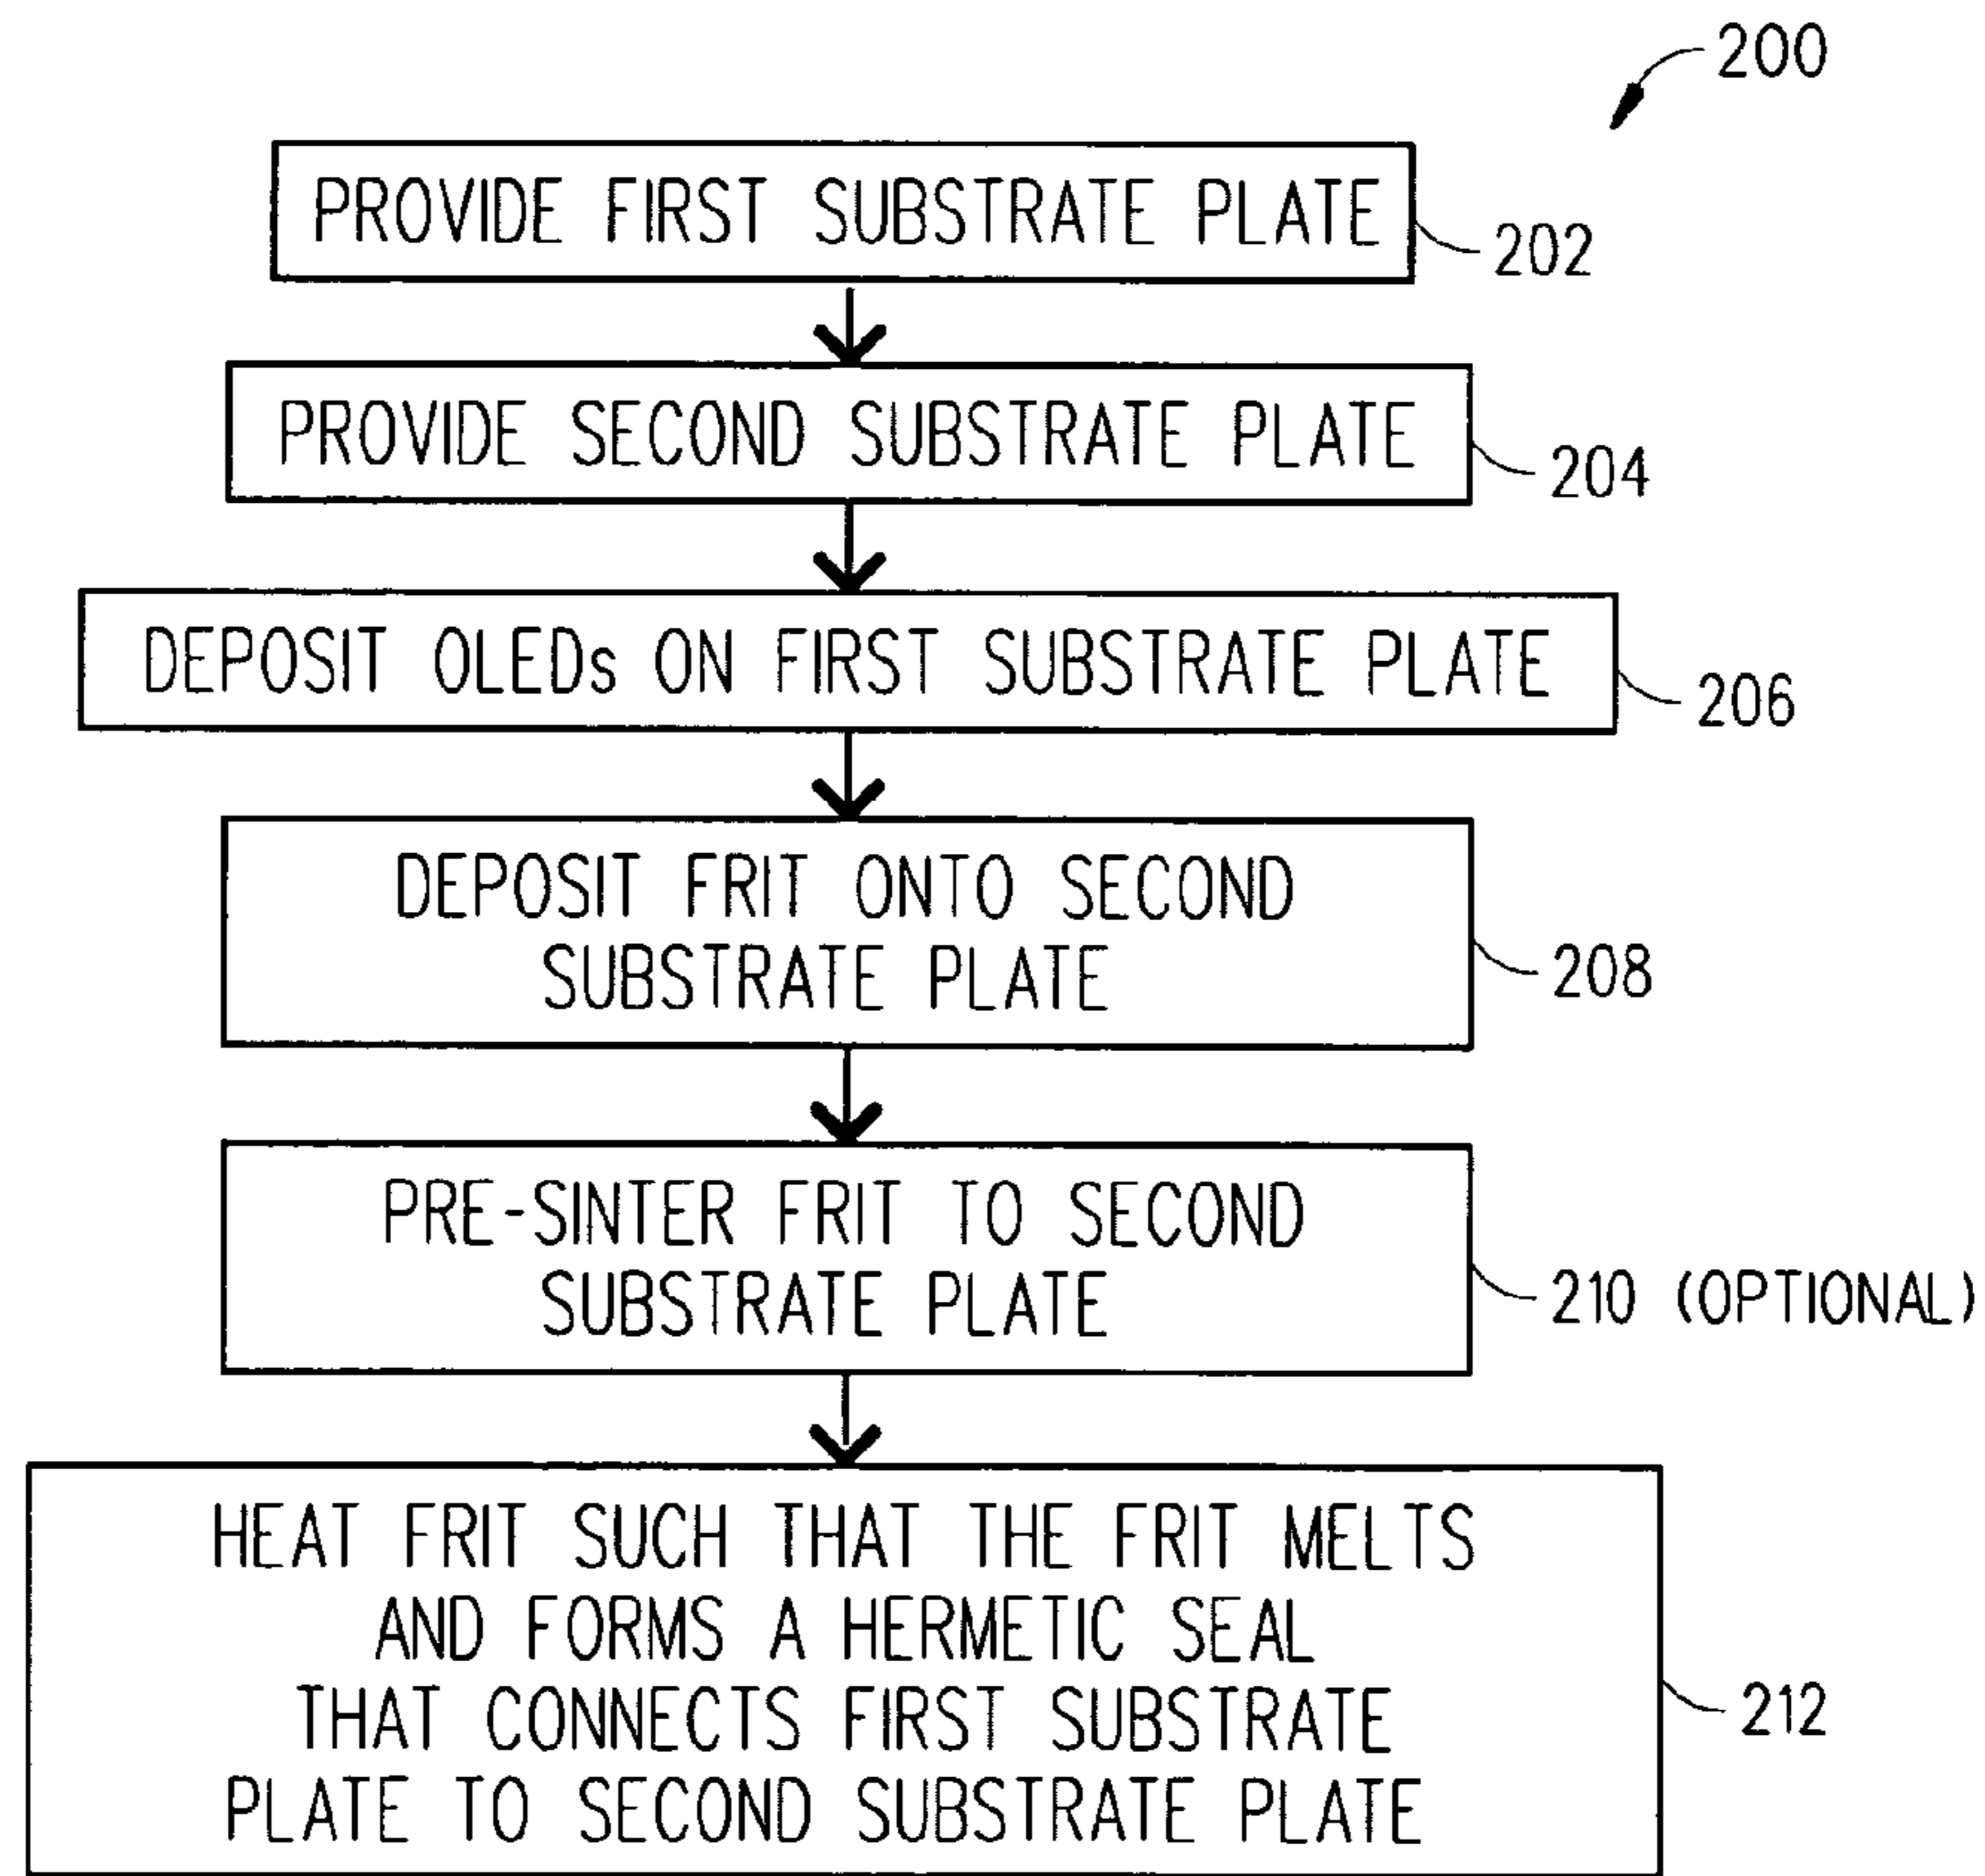 200
PROVIDE FIRST SUBSTRATE PLATE
202
PROVIDE SECOND SUBSTRATE PLATE
204
DEPOSIT OLEDs ON FIRST SUBSTRATE PLATE
206
DEPOSIT FRIT ONTO SECOND
SUBSTRATE PLATE
208
PRE-SINTER FRIT TO SECOND
SUBSTRATE PLATE
210 (OPTIONAL)
HEAT FRIT SUCH THAT THE FRIT MELTS
AND FORMS A HERMETIC SEAL
THAT CONNECTS FIRST SUBSTRATE
PLATE TO SECOND SUBSTRATE PLATE
212